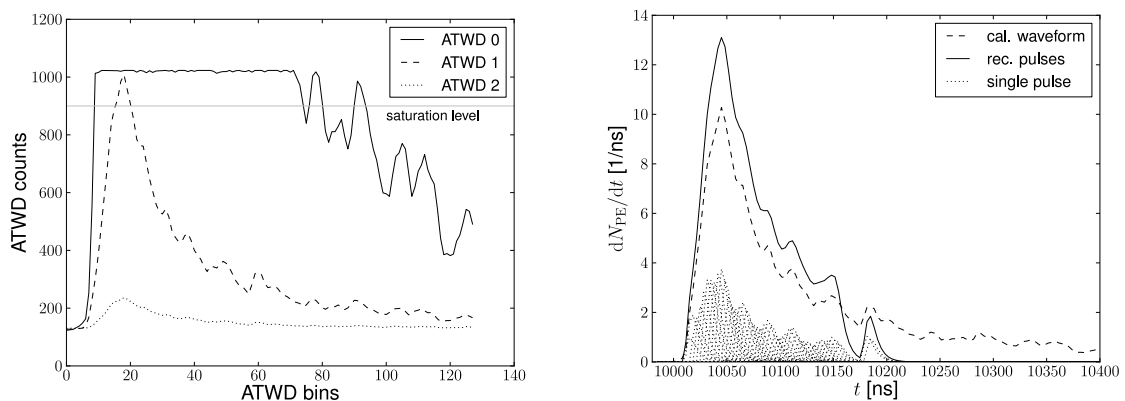 1200
1000
800
600
400
200
0
ATWD counts
0 20 40 60 80 100 120 140
ATWD bins
ATWD 0
ATWD 1
ATWD 2
saturation level
14
12
10
8
6
4
2
0
dN_PE/dt [1/ns]
10000 10050 10100 10150 10200 10250 10300 10350 10400
t [ns]
cal. waveform
rec. pulses
single pulse